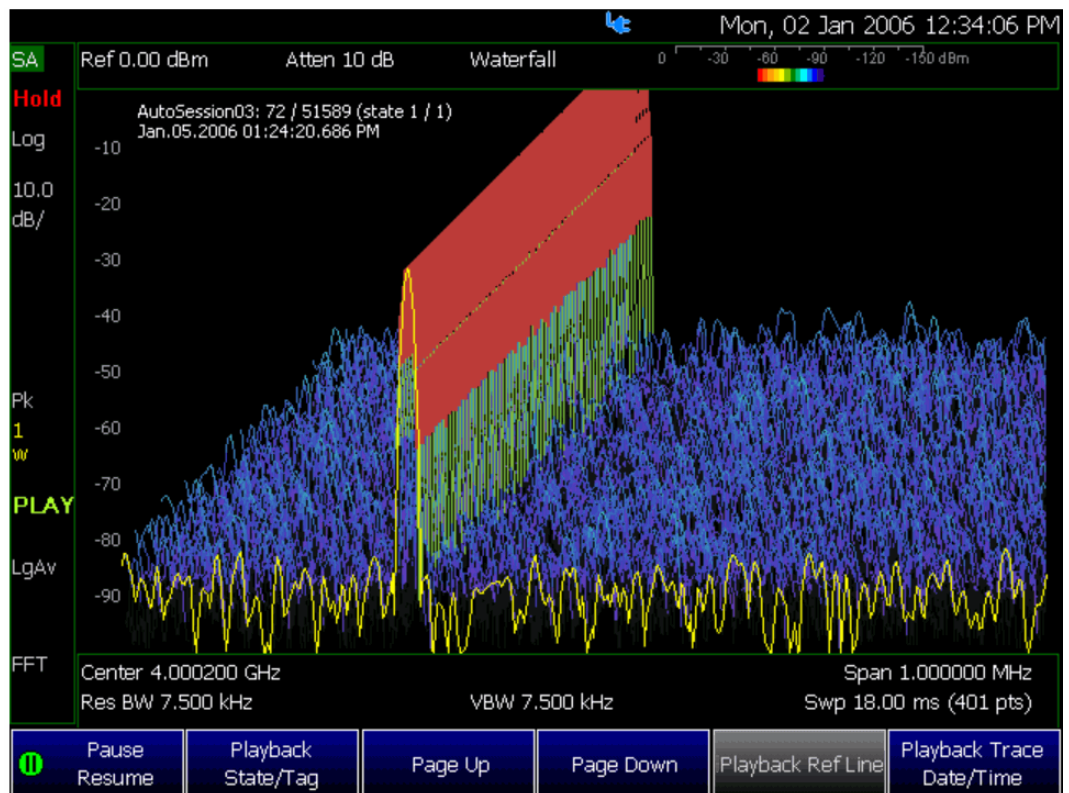 Mon, 02 Jan 2006 12:34:06 PM
SA
Ref 0.00 dBm Atten 10 dB Waterfall 0 -30 -60 -90 -120 -150 dBm
Hold
AutoSession03: 72 / 51589 (state 1 / 1)
Jan.05.2006 01:24:20.686 PM
Log
-10
10.0
dB/
-20
-30
-40
-50
Pk
1
W
-60
-70
PLAY
-80
LgAv
-90
FFT
Center 4.000200 GHz Span 1.000000 MHz
Res BW 7.500 kHz VBW 7.500 kHz Swp 18.00 ms (401 pts)
Pause
Resume
Playback
State/Tag
Page Up
Page Down
Playback Ref Line
Playback Trace
Date/Time